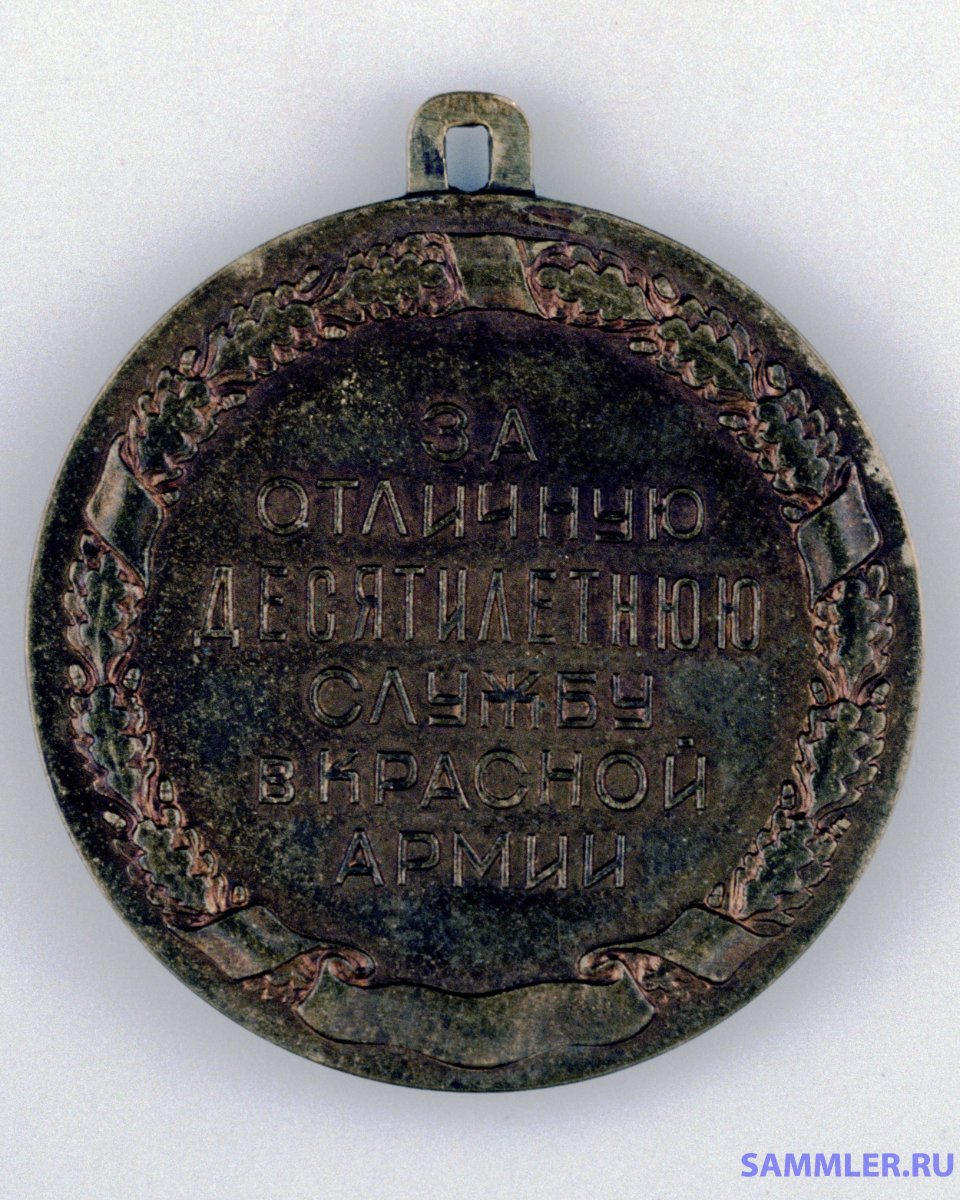 ЗА
ОТЛИЧНУЮ
ДЕСЯТИЛЕТНЮЮ
СЛУЖБУ
В КРАСНОЙ
АРМИИ
SAMMLER.RU